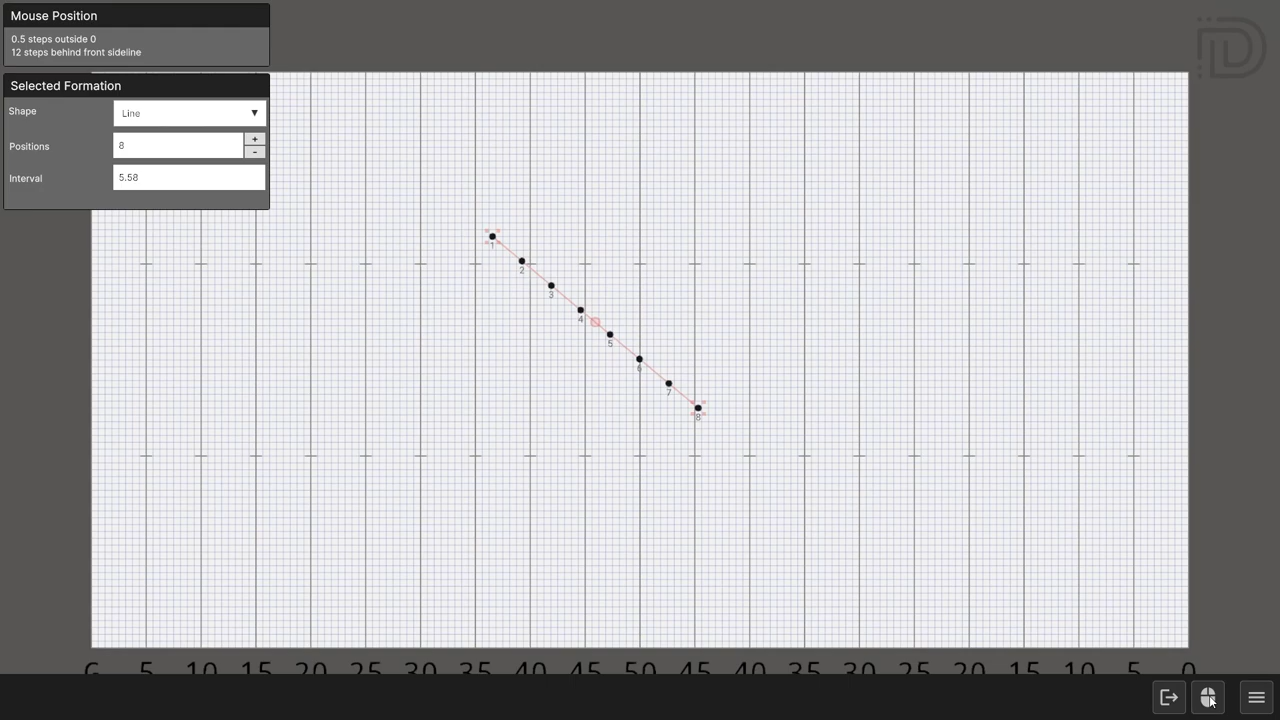 Mouse Position
0.5 steps outside 0
12 steps behind front sideline
Selected Formation
Shape
Line
Positions
8
+
-
Interval
5.58
1
2
3
4
5
6
7
8
G 5 10 15 20 25 30 35 40 45 50 45 40 35 30 25 20 15 10 5 0